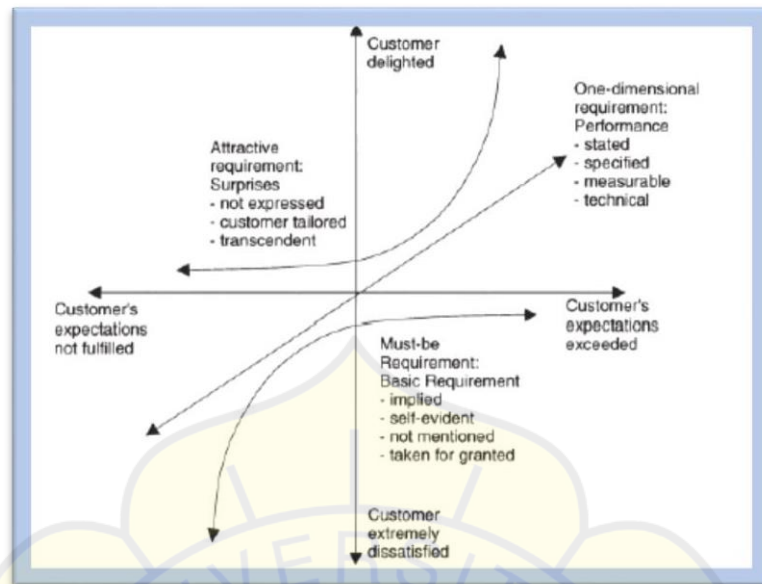 Customer
delighted
One-dimensional
requirement:
Performance
- stated
- specified
- measurable
- technical
Attractive
requirement:
Surprises
- not expressed
- customer tailored
- transcendent
Customer's
expectations
not fulfilled
Customer's
expectations
exceeded
Must-be
Requirement:
Basic Requirement
- implied
- self-evident
- not mentioned
- taken for granted
Customer
extremely
dissatisfied